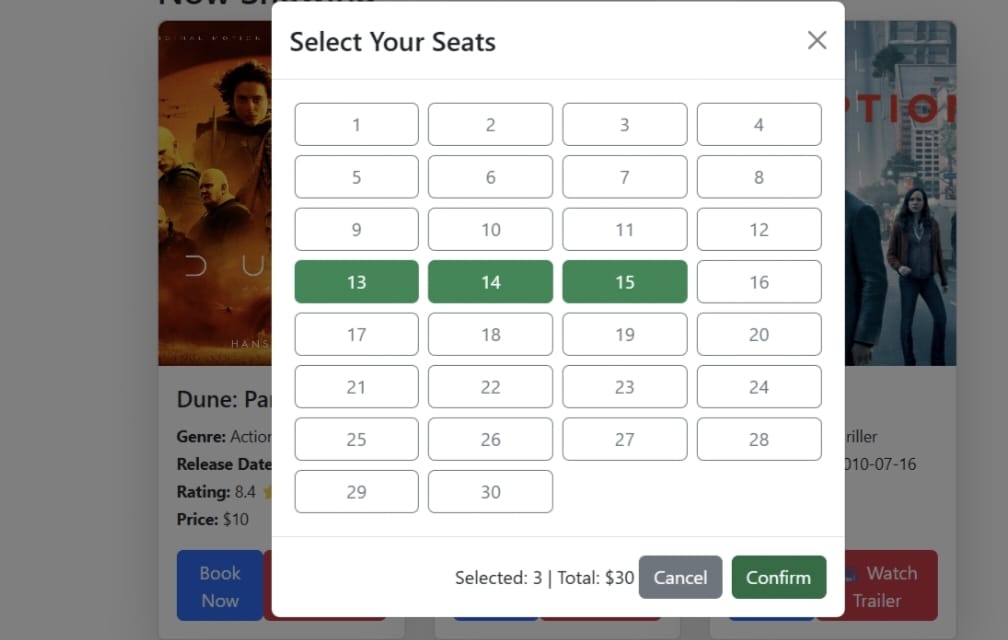 Select Your Seats
1 2 3 4
5 6 7 8
9 10 11 12
13 14 15 16
17 18 19 20
21 22 23 24
25 26 27 28
29 30
Selected: 3 | Total: $30 Cancel Confirm
PTION
D U
HANS
Dune: Pa
Genre: Action
Release Date
Rating: 8.4
Price: $10
Book
Now
riller
010-07-16
Watch
Trailer